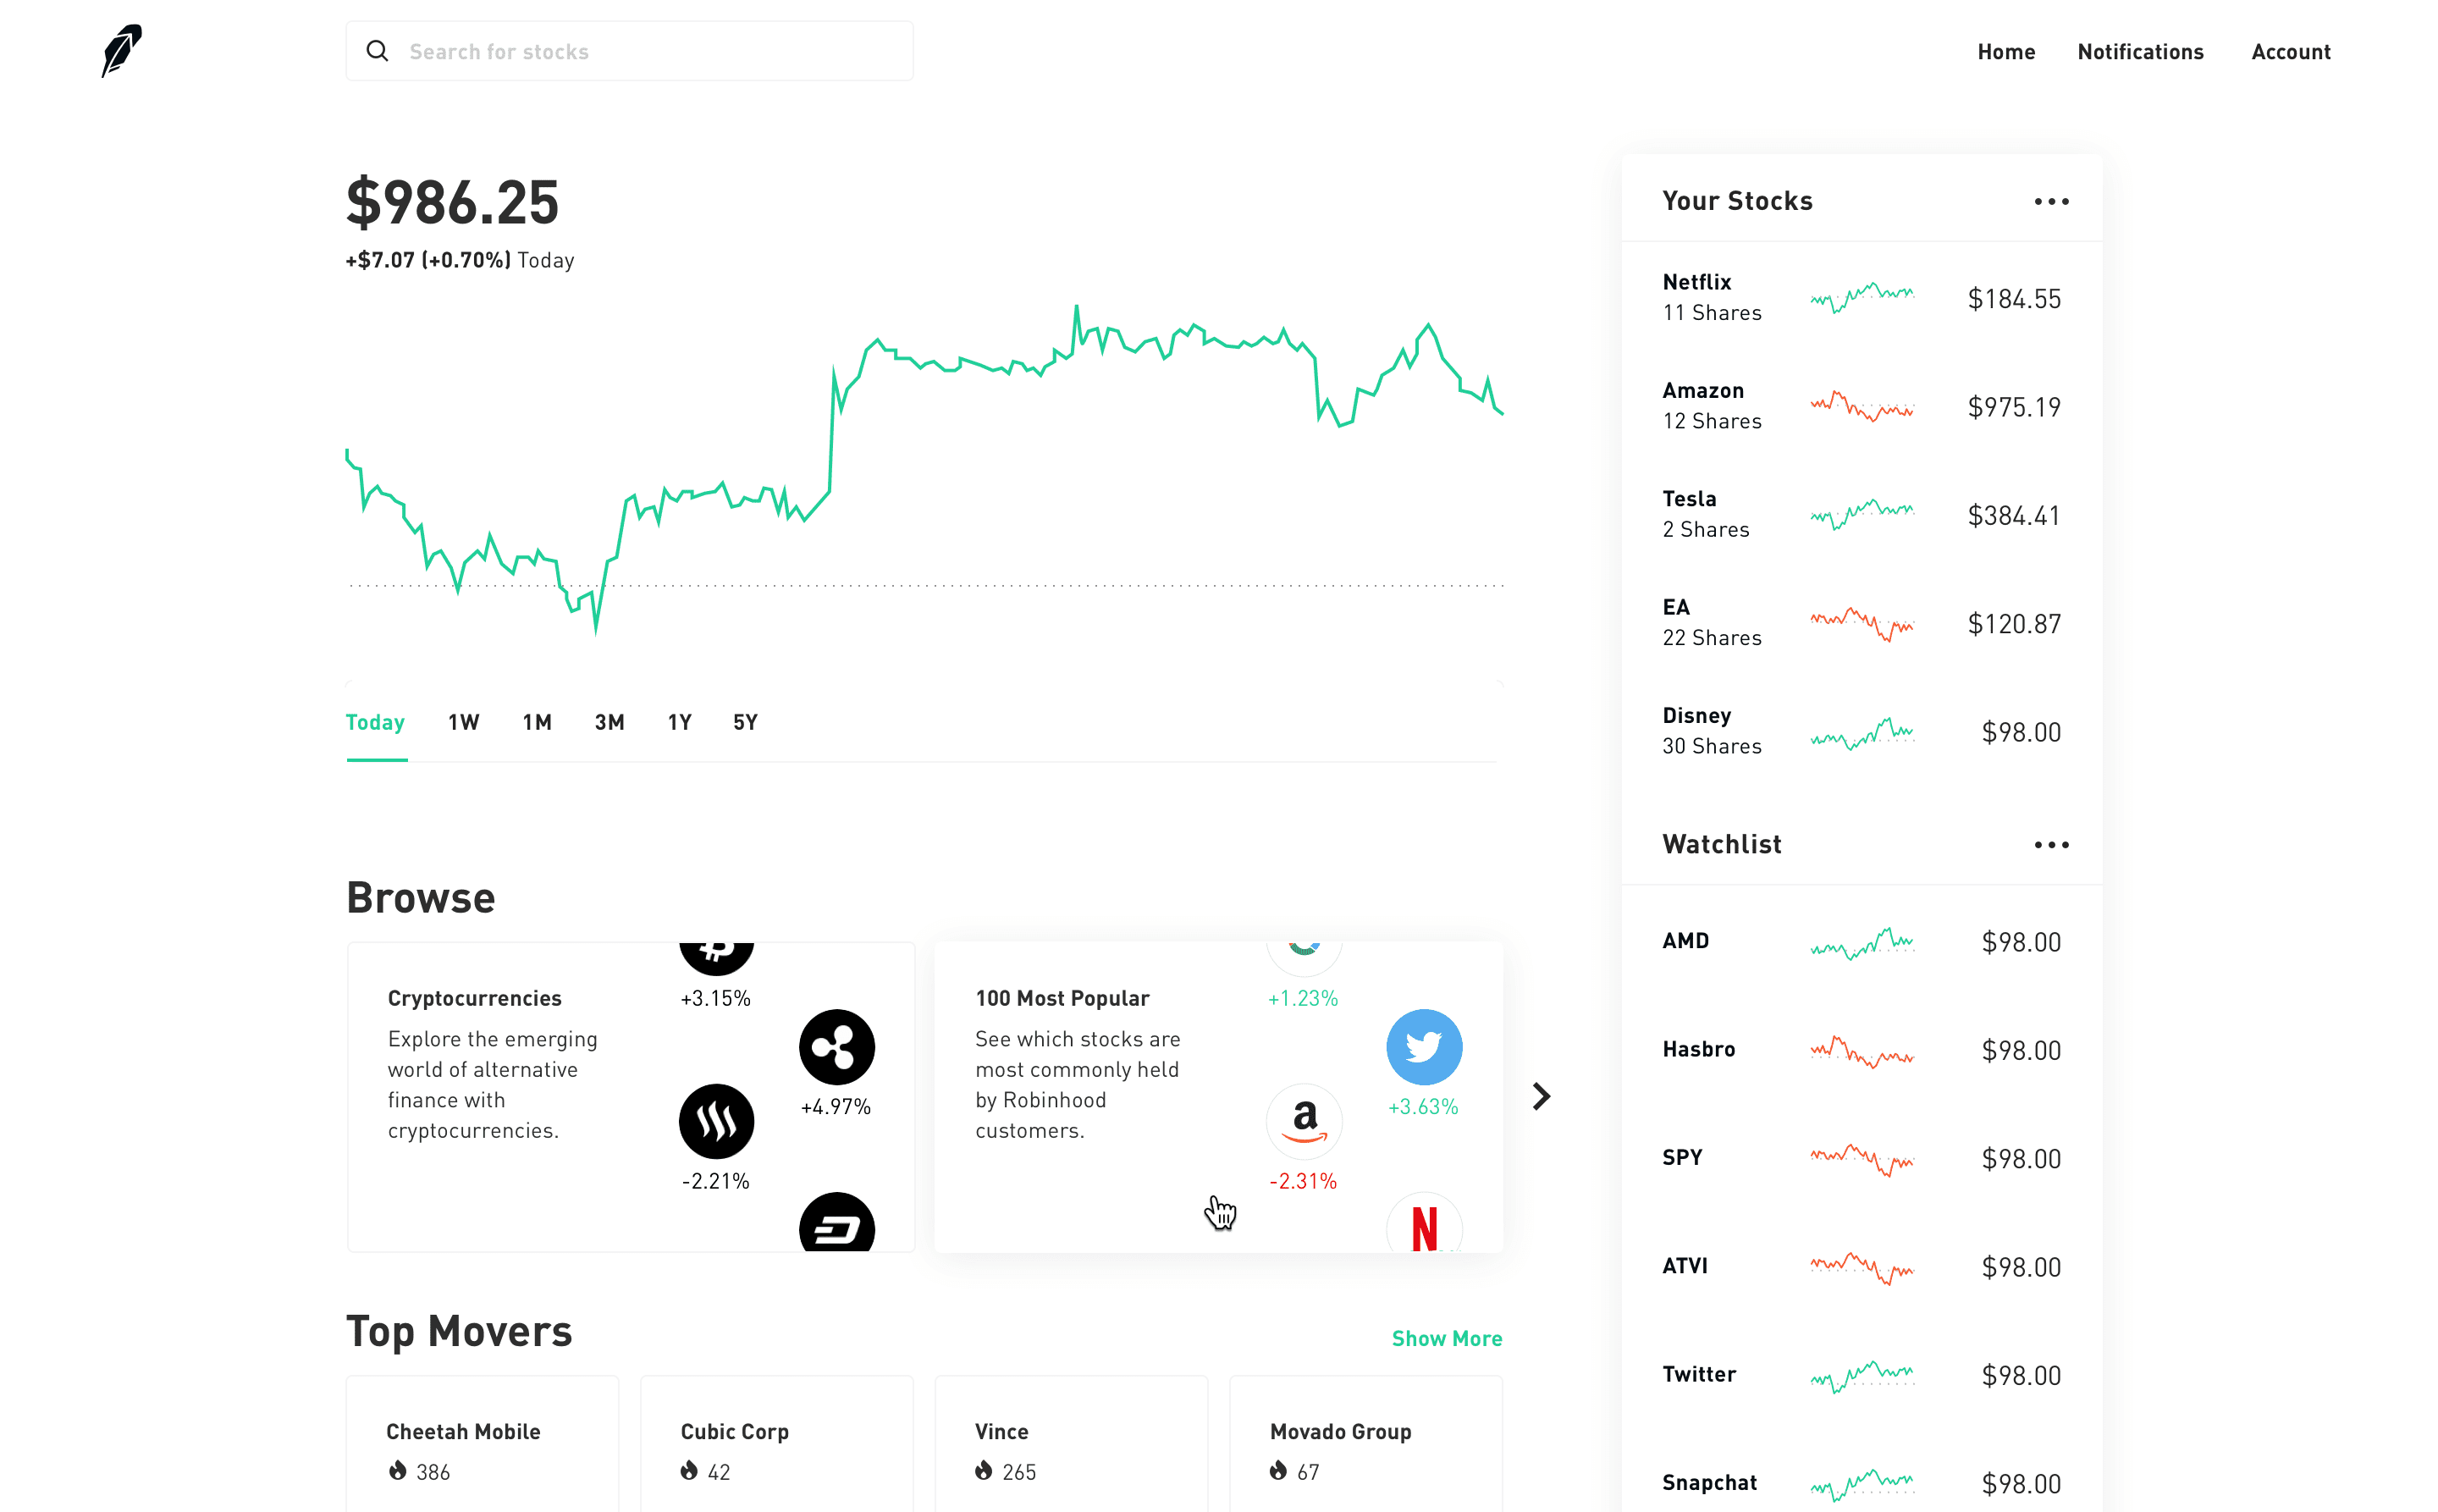 Search for stocks
Home Notifications Account
$986.25
+$7.07 (+0.70%) Today
Today 1W 1M 3M 1Y 5Y
Browse
Cryptocurrencies
Explore the emerging
world of alternative
finance with
cryptocurrencies.
+3.15%
+4.97%
-2.21%
100 Most Popular
See which stocks are
most commonly held
by Robinhood
customers.
+1.23%
+3.63%
a
-2.31%
N
Top Movers
Show More
Cheetah Mobile
386
Cubic Corp
42
Vince
265
Movado Group
67
Your Stocks
Netflix
11 Shares
$184.55
Amazon
12 Shares
$975.19
Tesla
2 Shares
$384.41
EA
22 Shares
$120.87
Disney
30 Shares
$98.00
Watchlist
AMD $98.00
Hasbro $98.00
SPY $98.00
ATVI $98.00
Twitter $98.00
Snapchat $98.00